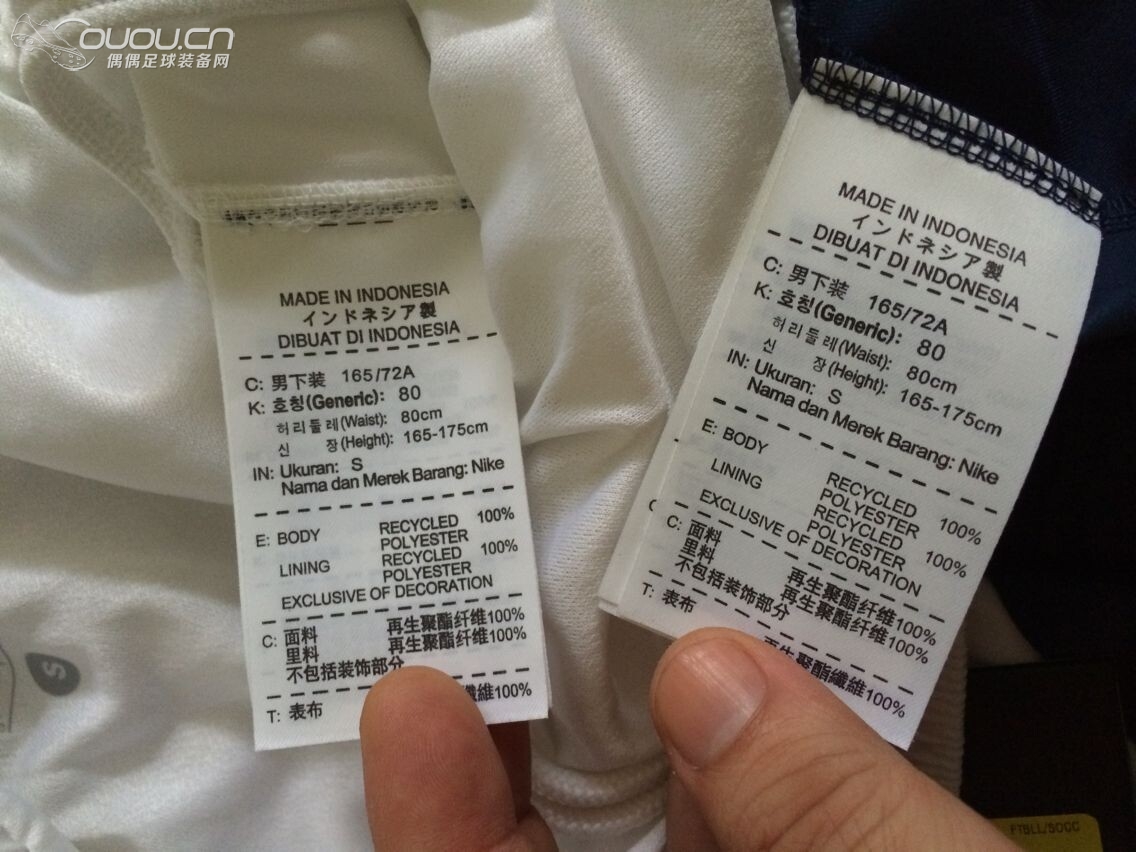 OUOU.CN
偶偶足球装备网
MADE IN INDONESIA
インドネシア製
DIBUAT DI INDONESIA
C: 男下装 165/72A
K: 호칭(Generic): 80
허리둘레(Waist): 80cm
신 장(Height): 165-175cm
IN: Ukuran: S
Nama dan Merek Barang: Nike
E: BODY RECYCLED 100%
POLYESTER
LINING RECYCLED 100%
POLYESTER
EXCLUSIVE OF DECORATION
C: 面料 再生聚酯纤维100%
里料 再生聚酯纤维100%
不包括装饰部分
T: 表布 纖維100%
S
MADE IN INDONESIA
インドネシア製
DIBUAT DI INDONESIA
C: 男下装 165/72A
K: 호칭(Generic): 80
허리둘레(Waist): 80cm
신 장(Height): 165-175cm
IN: Ukuran: S
Nama dan Merek Barang: Nike
E: BODY RECYCLED 100%
POLYESTER
LINING RECYCLED 100%
POLYESTER
EXCLUSIVE OF DECORATION
C: 面料 再生聚酯纤维100%
里料 再生聚酯纤维100%
不包括装饰部分
T: 表布 再生聚酯纖維100%
FTBLL/SOCC